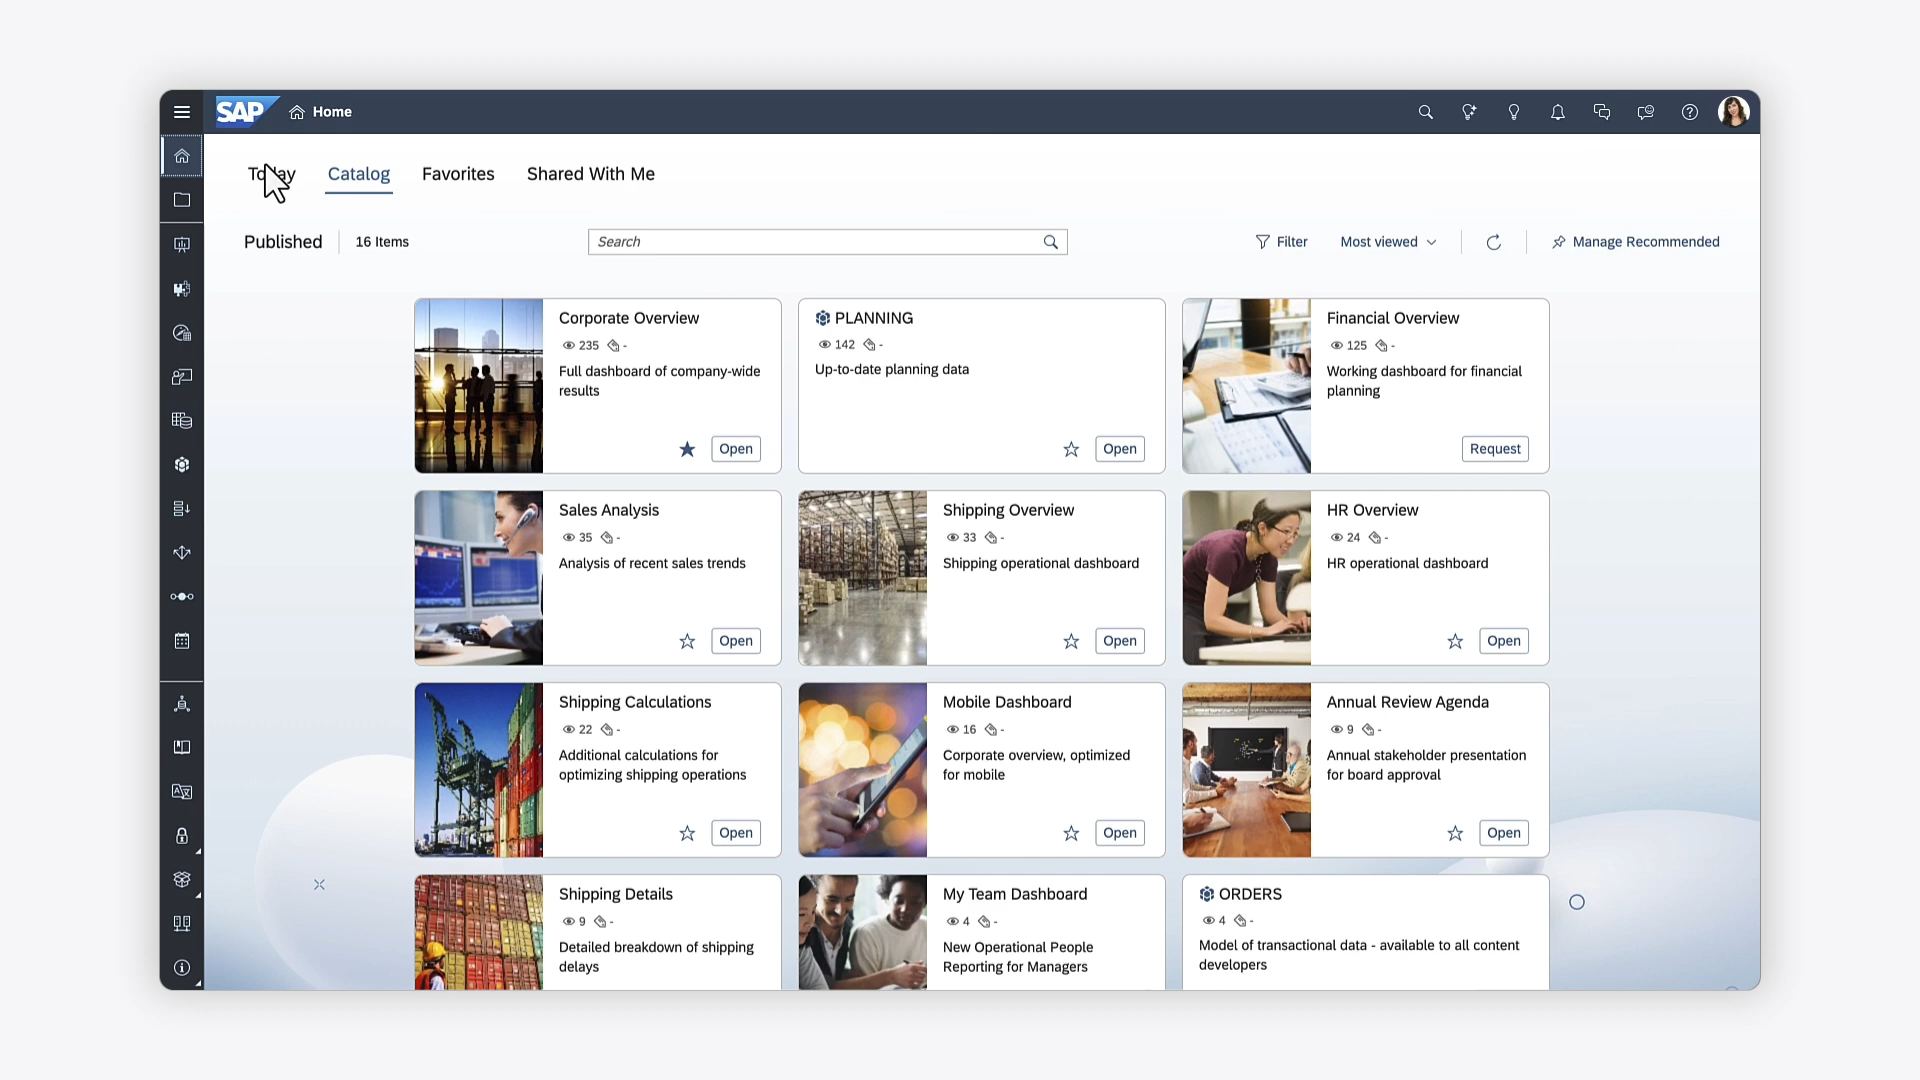 SAP Home
Today Catalog Favorites Shared With Me
Published 16 Items Search Filter Most viewed Manage Recommended
Corporate Overview
235 -
Full dashboard of company-wide
results
Open
PLANNING
142 -
Up-to-date planning data
Open
Financial Overview
125 -
Working dashboard for financial
planning
Request
Sales Analysis
35 -
Analysis of recent sales trends
Open
Shipping Overview
33 -
Shipping operational dashboard
Open
HR Overview
24 -
HR operational dashboard
Open
Shipping Calculations
22 -
Additional calculations for
optimizing shipping operations
Open
Mobile Dashboard
16 -
Corporate overview, optimized
for mobile
Open
Annual Review Agenda
9 -
Annual stakeholder presentation
for board approval
Open
Shipping Details
9 -
Detailed breakdown of shipping
delays
My Team Dashboard
4 -
New Operational People
Reporting for Managers
ORDERS
4 -
Model of transactional data - available to all content
developers